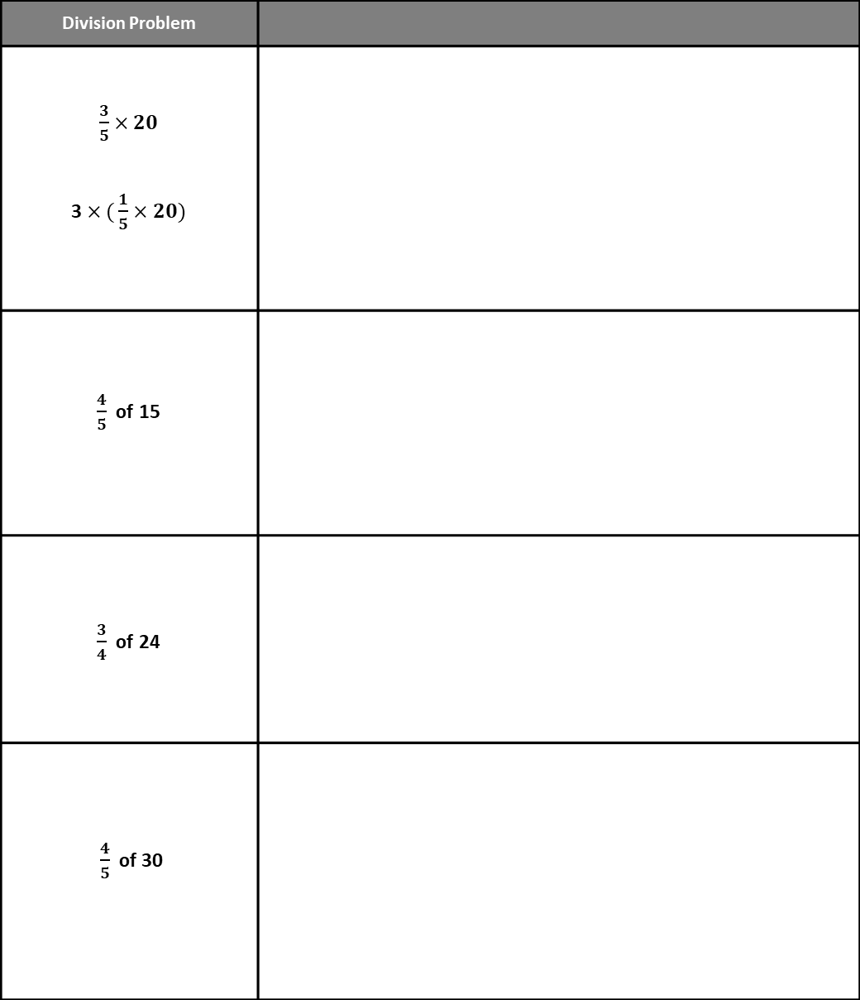 Division Problem
3/5 × 20
3 × (1/5 × 20)
4/5 of 15
3/4 of 24
4/5 of 30